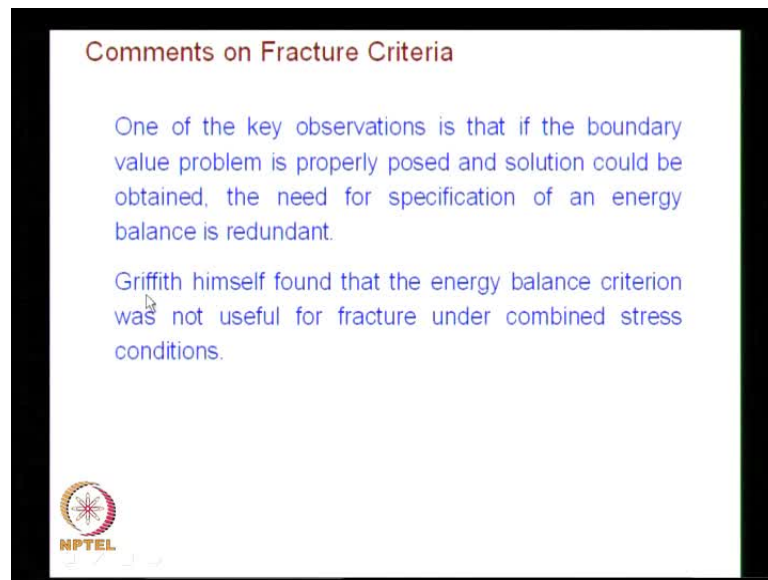 Comments on Fracture Criteria
One of the key observations is that if the boundary
value problem is properly posed and solution could be
obtained, the need for specification of an energy
balance is redundant.
Griffith himself found that the energy balance criterion
was not useful for fracture under combined stress
conditions.
NPTEL